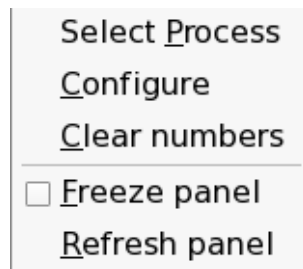 Select Process
Configure
Clear numbers
Freeze panel
Refresh panel